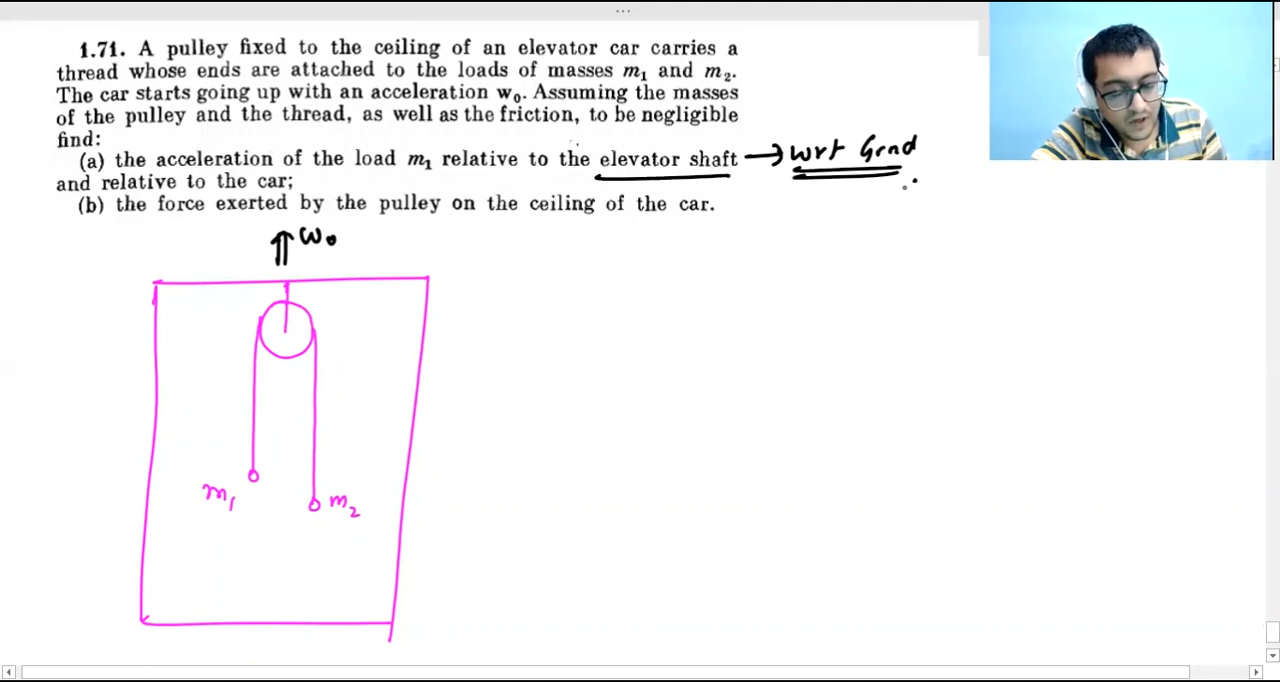 1.71. A pulley fixed to the ceiling of an elevator car carries a
thread whose ends are attached to the loads of masses m₁ and m₂.
The car starts going up with an acceleration w₀. Assuming the masses
of the pulley and the thread, as well as the friction, to be negligible
find:
(a) the acceleration of the load m₁ relative to the elevator shaft → wrt Grnd
and relative to the car;
(b) the force exerted by the pulley on the ceiling of the car.
⇑ w₀
m₁
m₂